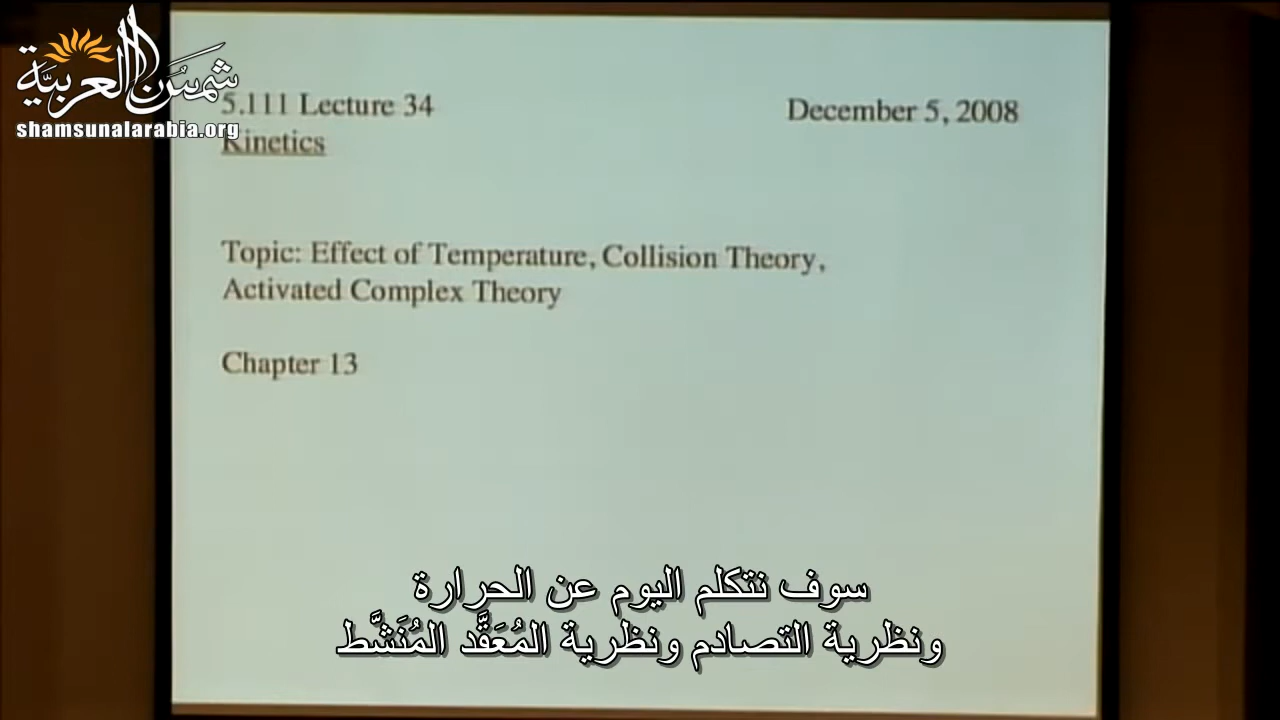 شمس العربية
shamsunalarabia.org
5.111 Lecture 34
December 5, 2008
Kinetics
Topic: Effect of Temperature, Collision Theory,
Activated Complex Theory
Chapter 13
سوف نتكلم اليوم عن الحرارة
ونظرية التصادم ونظرية المُعَقَّد المُنَشَّط